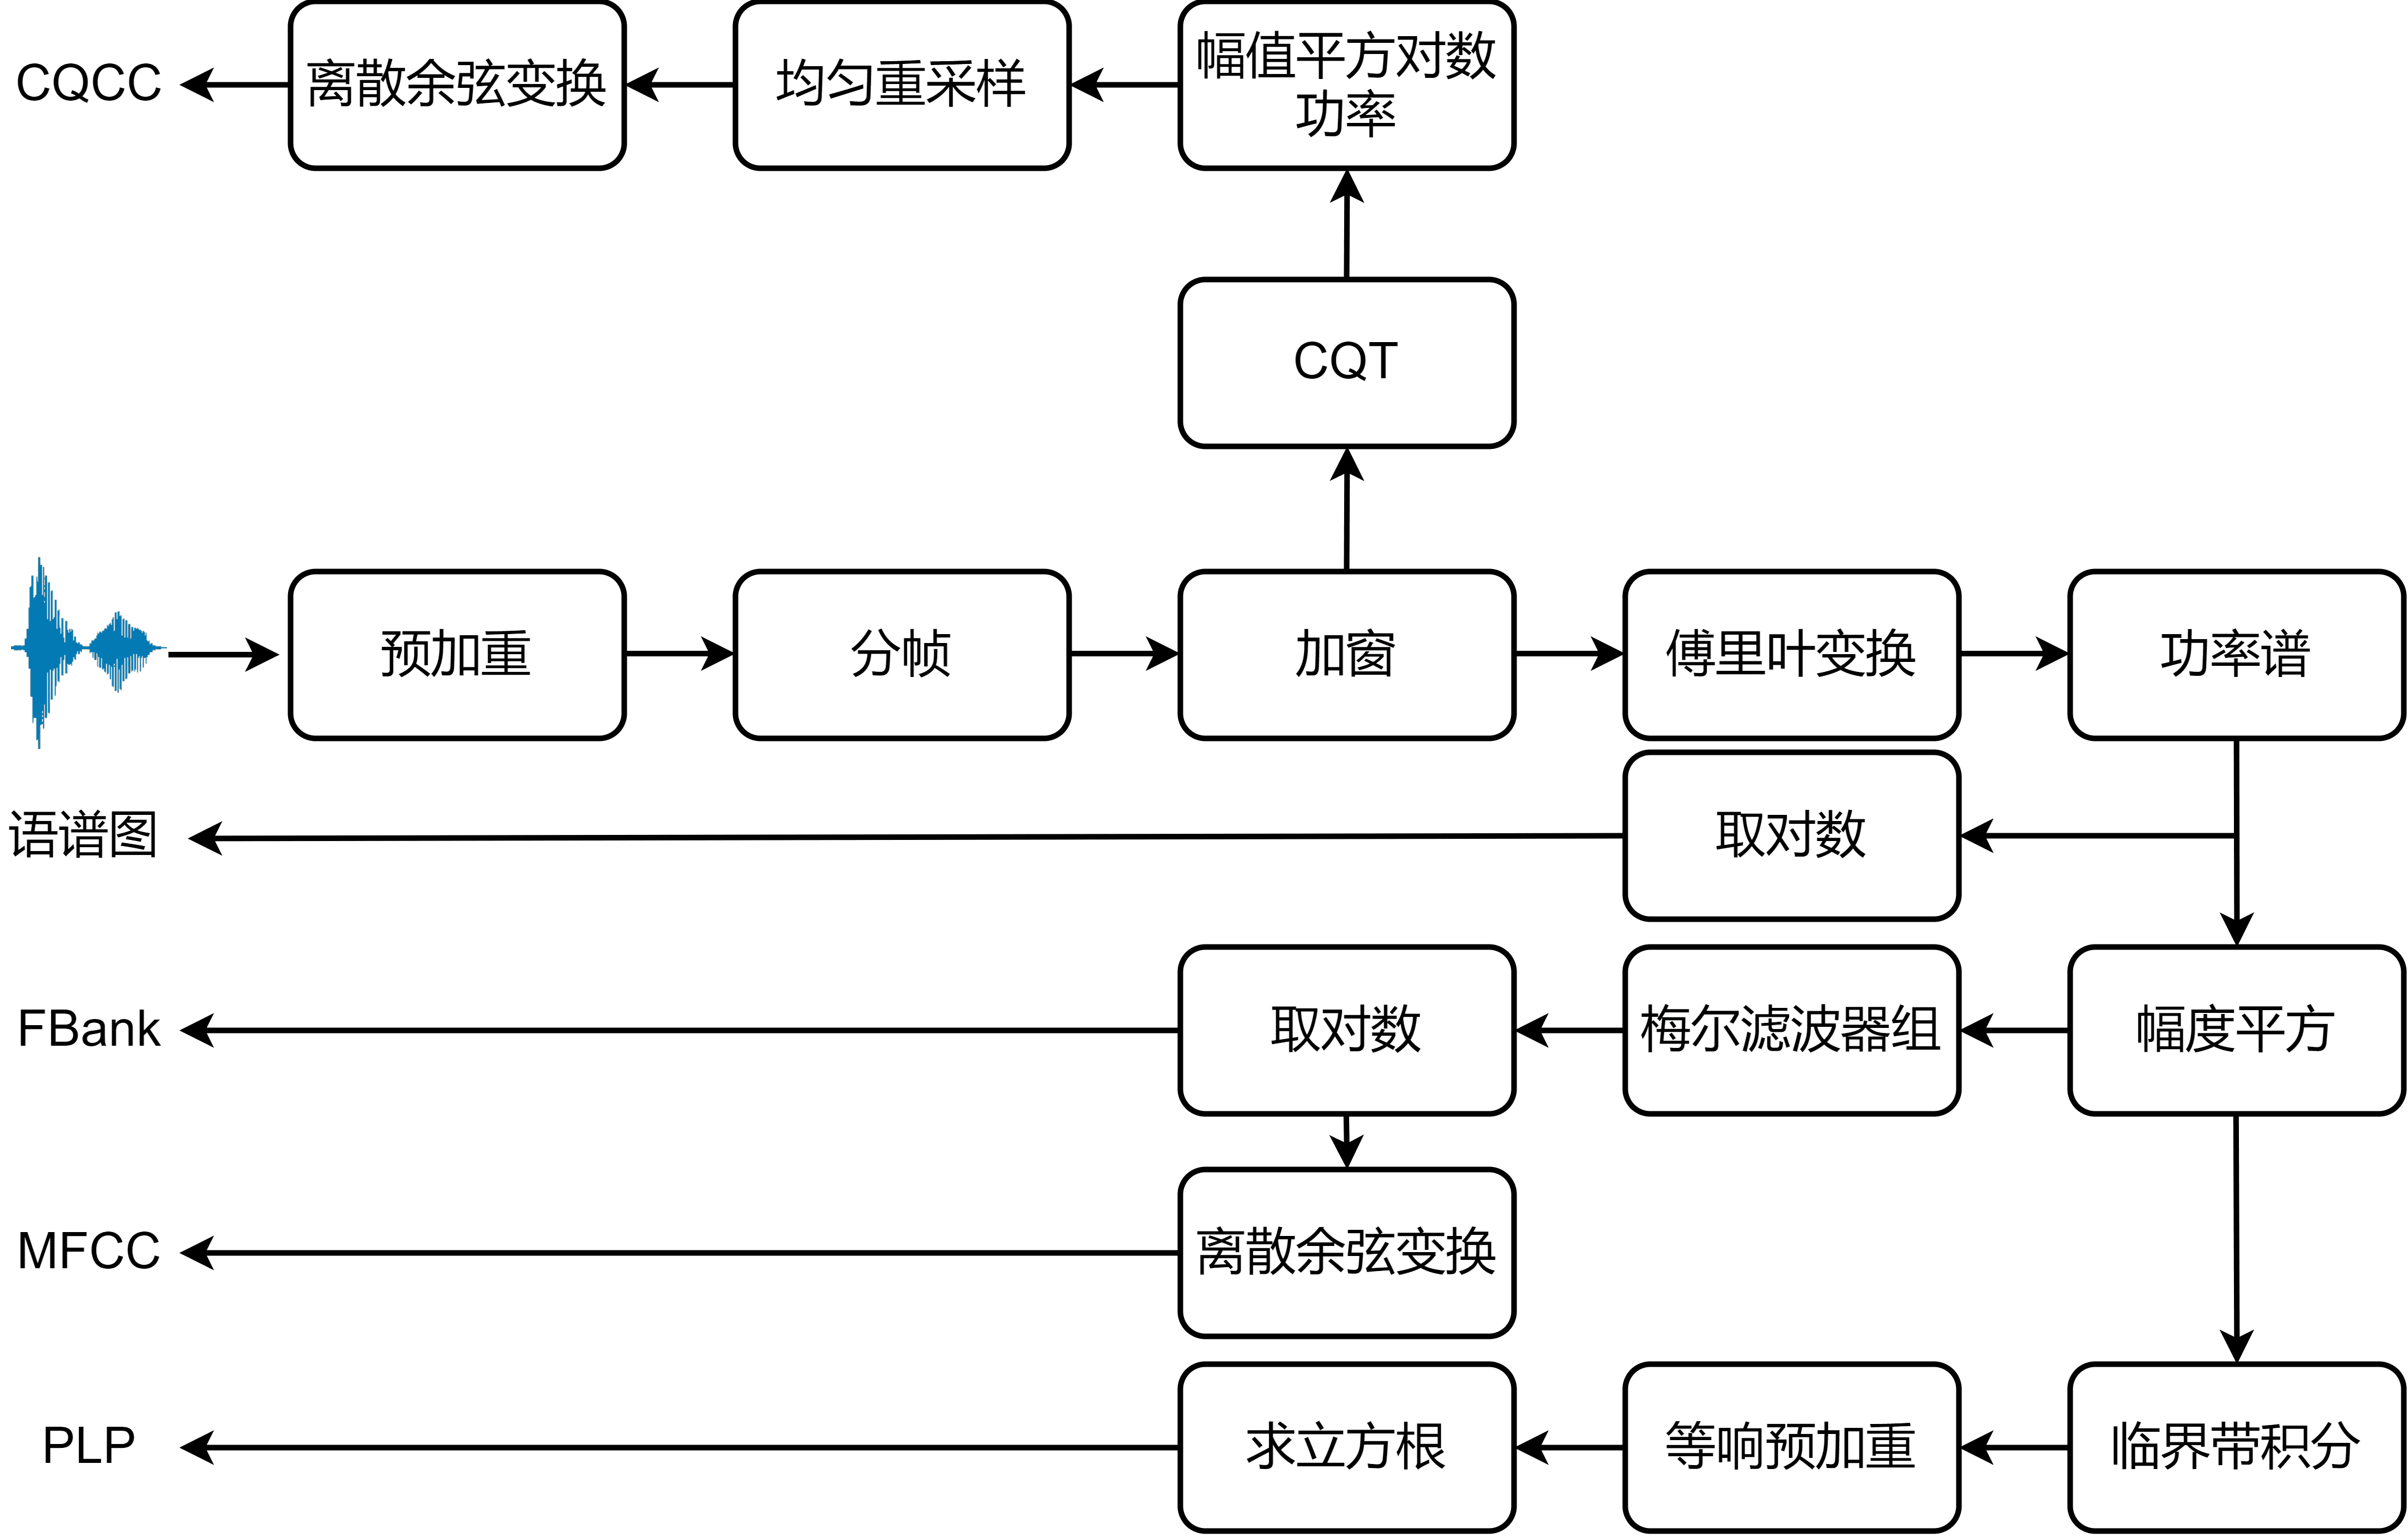 CQCC
离散余弦变换
均匀重采样
幅值平方对数
功率
CQT
预加重
分帧
加窗
傅里叶变换
功率谱
语谱图
取对数
FBank
取对数
梅尔滤波器组
幅度平方
MFCC
离散余弦变换
PLP
求立方根
等响预加重
临界带积分